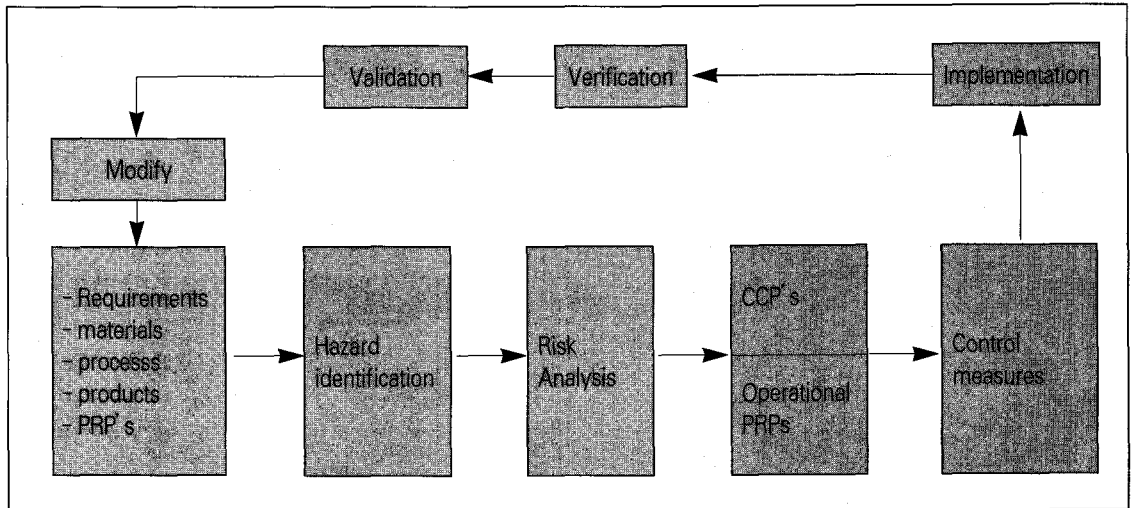 Validation
Verification
Implementation
Modify
- Requirements
- materials
- processs
- products
- PRP's
Hazard
identification
Risk
Analysis
CCP's
Operational
PRPs
Control
measures